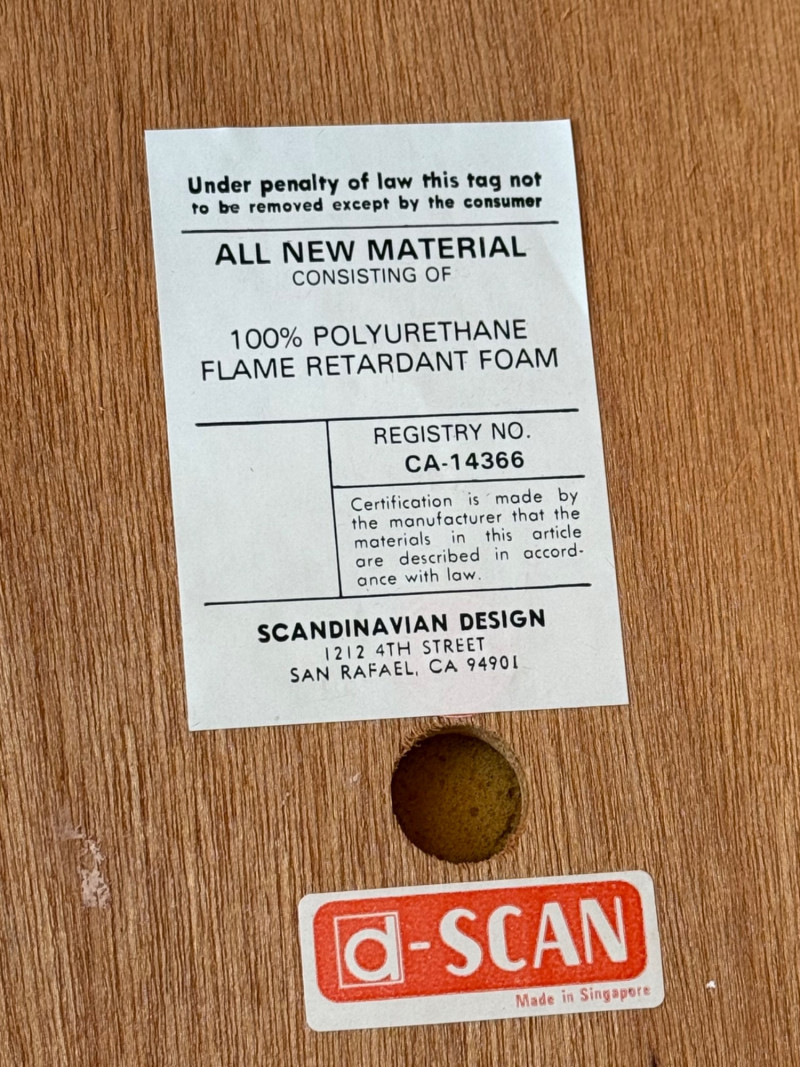 Under penalty of law this tag not
to be removed except by the consumer
ALL NEW MATERIAL
CONSISTING OF
100% POLYURETHANE
FLAME RETARDANT FOAM
REGISTRY NO.
CA-14366
Certification is made by
the manufacturer that the
materials in this article
are described in accord-
ance with law.
SCANDINAVIAN DESIGN
1212 4TH STREET
SAN RAFAEL, CA 94901
d-SCAN
Made in Singapore